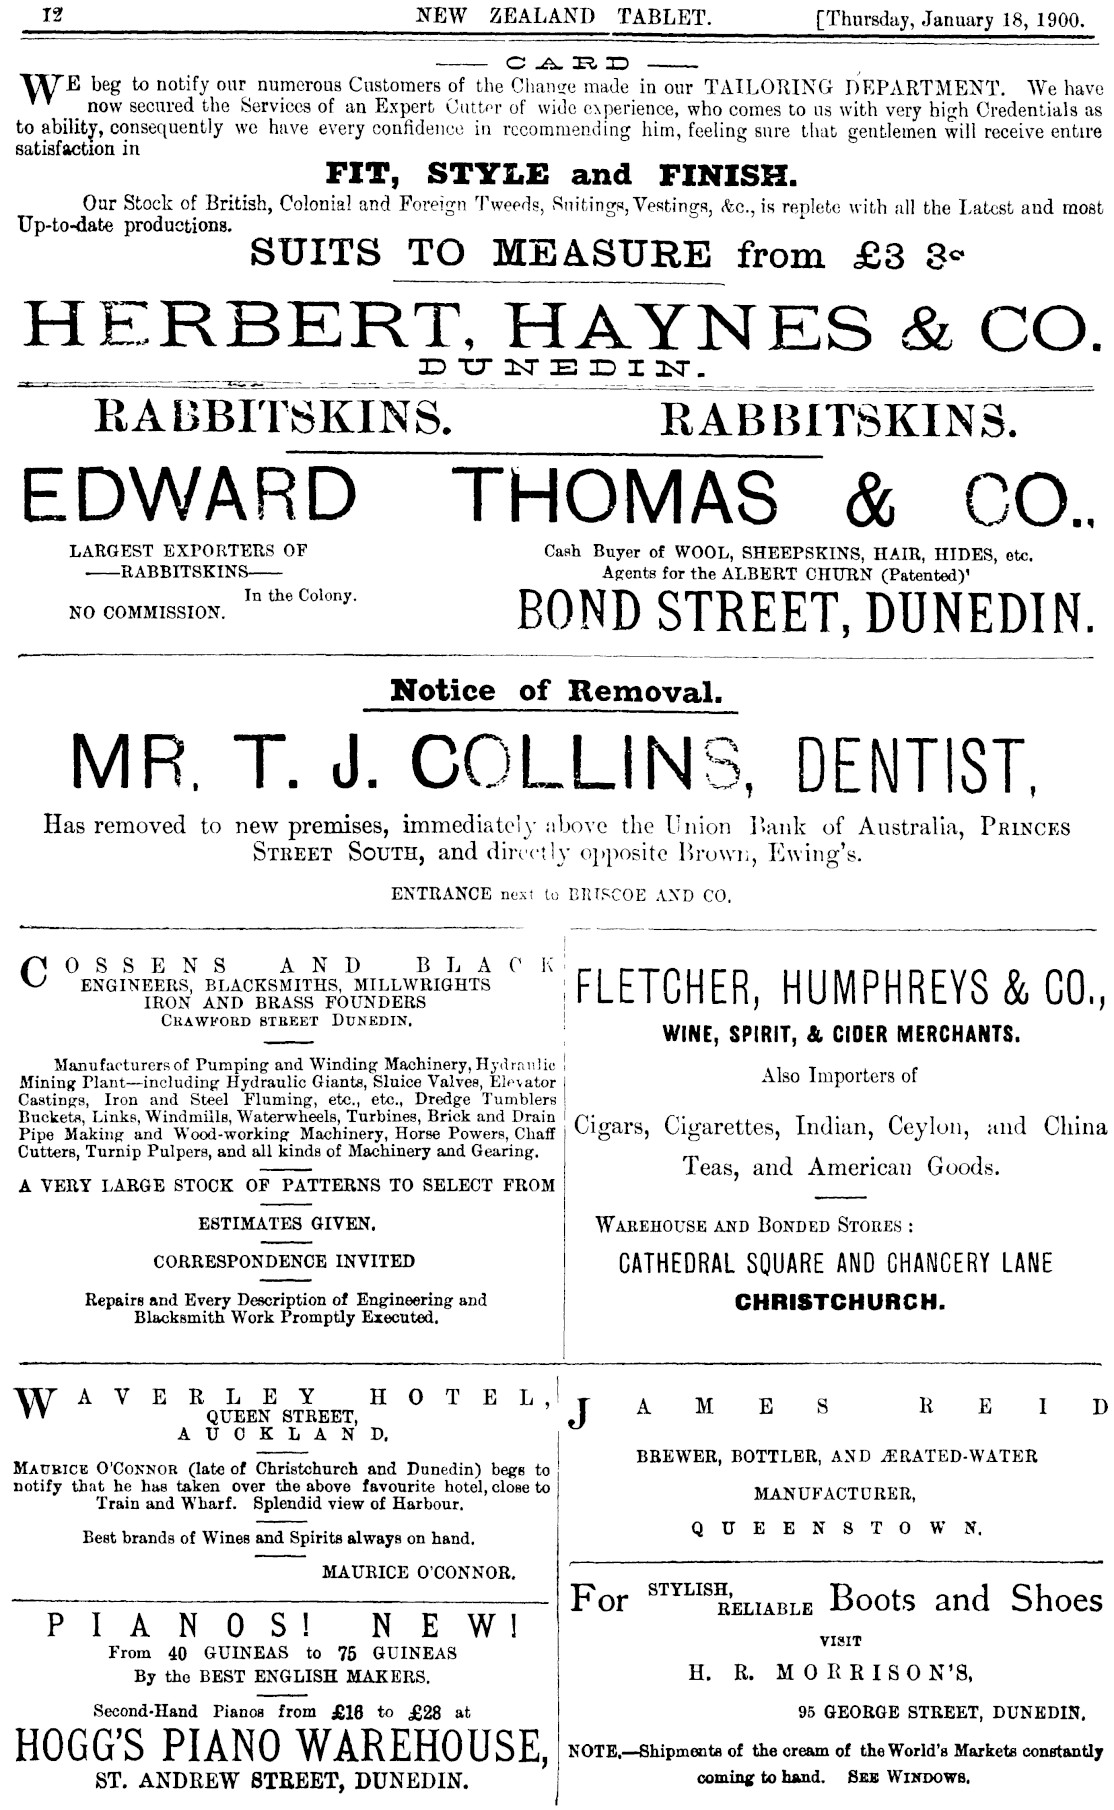 12 NEW ZEALAND TABLET. [Thursday, January 18, 1900.
CARD
WE beg to notify our numerous Customers of the Change made in our TAILORING DEPARTMENT. We have
now secured the Services of an Expert Cutter of wide experience, who comes to us with very high Credentials as
to ability, consequently we have every confidence in recommending him, feeling sure that gentlemen will receive entire
satisfaction in
FIT, STYLE and FINISH.
Our Stock of British, Colonial and Foreign Tweeds, Suitings, Vestings, &c., is replete with all the Latest and most
Up-to-date productions.
SUITS TO MEASURE from £3 3s
HERBERT, HAYNES & CO.
DUNEDIN.
RABBITSKINS. RABBITSKINS.
EDWARD THOMAS & CO.,
LARGEST EXPORTERS OF
—RABBITSKINS—
In the Colony.
NO COMMISSION.
Cash Buyer of WOOL, SHEEPSKINS, HAIR, HIDES, etc.
Agents for the ALBERT CHURN (Patented)'
BOND STREET, DUNEDIN.
Notice of Removal.
MR. T. J. COLLINS, DENTIST,
Has removed to new premises, immediately above the Union Bank of Australia, PRINCES
STREET SOUTH, and directly opposite Brown, Ewing's.
ENTRANCE next to BRISCOE AND CO.
COSSENS AND BLACK
ENGINEERS, BLACKSMITHS, MILLWRIGHTS
IRON AND BRASS FOUNDERS
CRAWFORD STREET DUNEDIN.
Manufacturers of Pumping and Winding Machinery, Hydraulic
Mining Plant—including Hydraulic Giants, Sluice Valves, Elevator
Castings, Iron and Steel Fluming, etc., etc., Dredge Tumblers
Buckets, Links, Windmills, Waterwheels, Turbines, Brick and Drain
Pipe Making and Wood-working Machinery, Horse Powers, Chaff
Cutters, Turnip Pulpers, and all kinds of Machinery and Gearing.
A VERY LARGE STOCK OF PATTERNS TO SELECT FROM
ESTIMATES GIVEN.
CORRESPONDENCE INVITED
Repairs and Every Description of Engineering and
Blacksmith Work Promptly Executed.
FLETCHER, HUMPHREYS & CO.,
WINE, SPIRIT, & CIDER MERCHANTS.
Also Importers of
Cigars, Cigarettes, Indian, Ceylon, and China
Teas, and American Goods.
WAREHOUSE AND BONDED STORES :
CATHEDRAL SQUARE AND CHANCERY LANE
CHRISTCHURCH.
WAVERLEY HOTEL,
QUEEN STREET,
AUCKLAND.
MAURICE O'CONNOR (late of Christchurch and Dunedin) begs to
notify that he has taken over the above favourite hotel, close to
Train and Wharf. Splendid view of Harbour.
Best brands of Wines and Spirits always on hand.
MAURICE O'CONNOR.
PIANOS! NEW!
From 40 GUINEAS to 75 GUINEAS
By the BEST ENGLISH MAKERS.
Second-Hand Pianos from £16 to £28 at
HOGG'S PIANO WAREHOUSE,
ST. ANDREW STREET, DUNEDIN.
JAMES REID
BREWER, BOTTLER, AND ÆRATED-WATER
MANUFACTURER,
QUEENSTOWN.
For STYLISH, RELIABLE Boots and Shoes
VISIT
H. R. MORRISON'S,
95 GEORGE STREET, DUNEDIN.
NOTE.—Shipments of the cream of the World's Markets constantly
coming to hand. SEE WINDOWS.